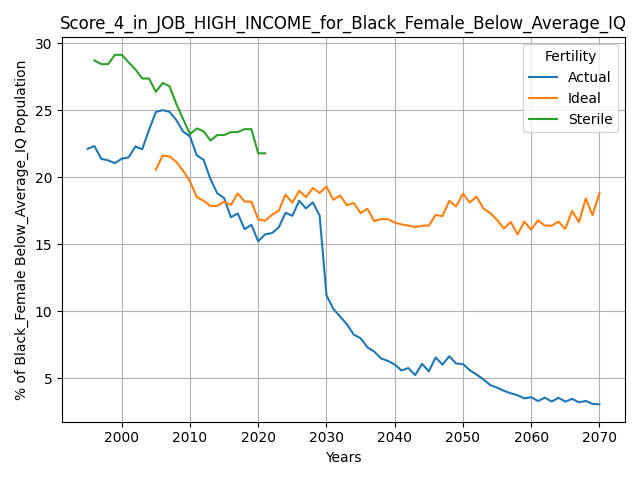 Score_4_in_JOB_HIGH_INCOME_for_Black_Female_Below_Average_IQ
% of Black_Female Below_Average_IQ Population
30
25
20
15
10
5
Fertility
Actual
Ideal
Sterile
2000 2010 2020 2030 2040 2050 2060 2070
Years